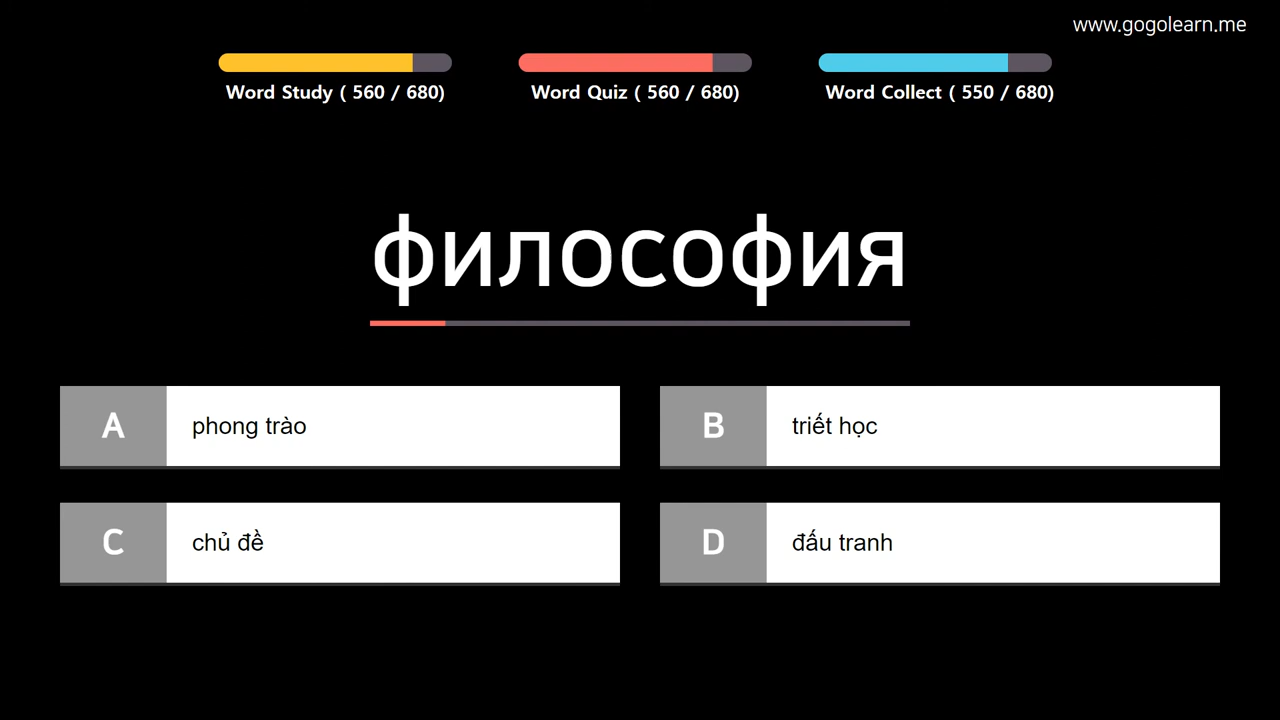 www.gogolearn.me
Word Study ( 560 / 680)
Word Quiz ( 560 / 680)
Word Collect ( 550 / 680)
философия
A
phong trào
B
triết học
C
chủ đề
D
đấu tranh